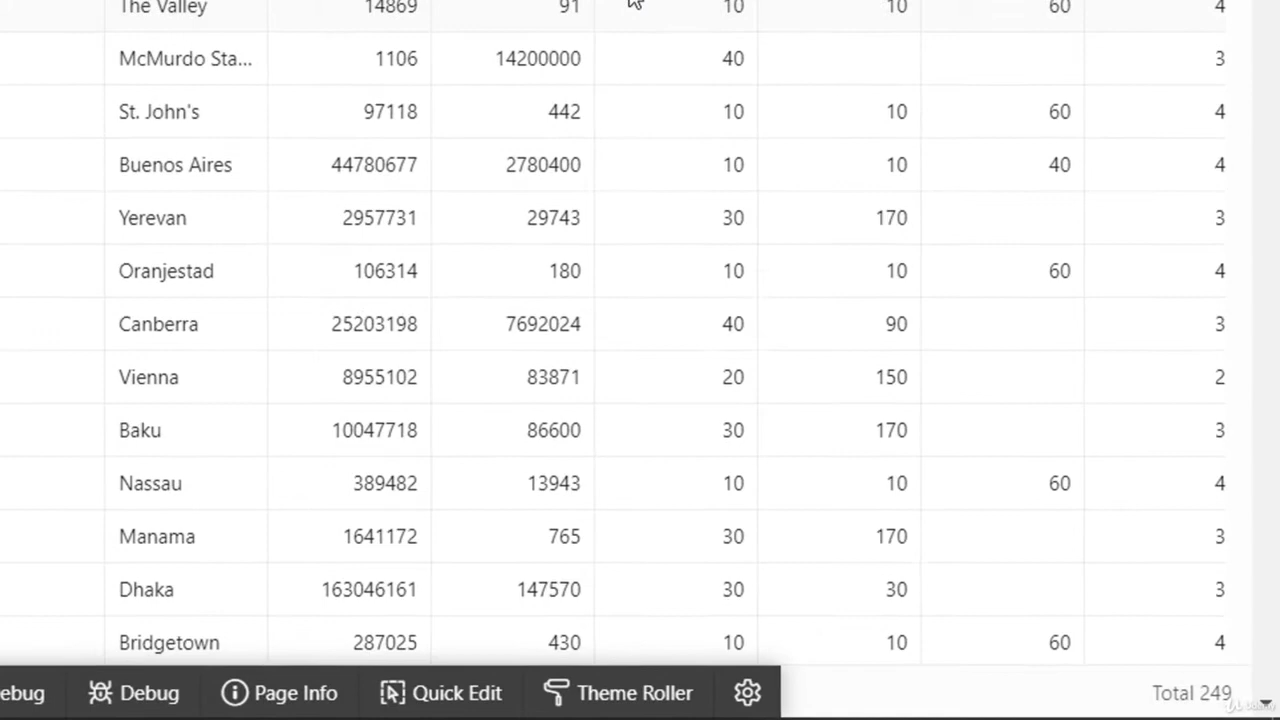 The Valley 14869 91 10 10 60 4
McMurdo Sta... 1106 14200000 40 3
St. John's 97118 442 10 10 60 4
Buenos Aires 44780677 2780400 10 10 40 4
Yerevan 2957731 29743 30 170 3
Oranjestad 106314 180 10 10 60 4
Canberra 25203198 7692024 40 90 3
Vienna 8955102 83871 20 150 2
Baku 10047718 86600 30 170 3
Nassau 389482 13943 10 10 60 4
Manama 1641172 765 30 170 3
Dhaka 163046161 147570 30 30 3
Bridgetown 287025 430 10 10 60 4
ebug Debug Page Info Quick Edit Theme Roller Total 249
Udemy